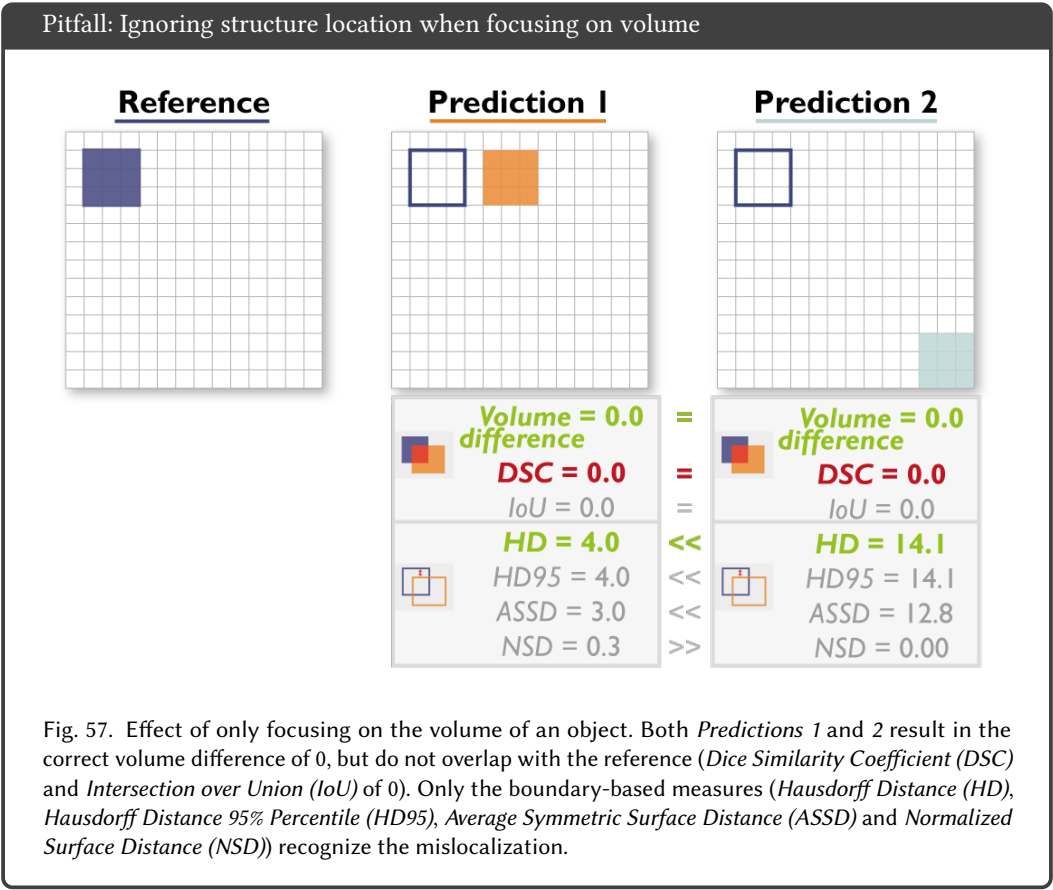 Pitfall: Ignoring structure location when focusing on volume
Reference Prediction 1 Prediction 2
Volume = 0.0 = Volume = 0.0
difference difference
DSC = 0.0 = DSC = 0.0
IoU = 0.0 = IoU = 0.0
HD = 4.0 << HD = 14.1
HD95 = 4.0 << HD95 = 14.1
ASSD = 3.0 << ASSD = 12.8
NSD = 0.3 >> NSD = 0.00
Fig. 57. Effect of only focusing on the volume of an object. Both Predictions 1 and 2 result in the
correct volume difference of 0, but do not overlap with the reference (Dice Similarity Coefficient (DSC)
and Intersection over Union (IoU) of 0). Only the boundary-based measures (Hausdorff Distance (HD),
Hausdorff Distance 95% Percentile (HD95), Average Symmetric Surface Distance (ASSD) and Normalized
Surface Distance (NSD)) recognize the mislocalization.